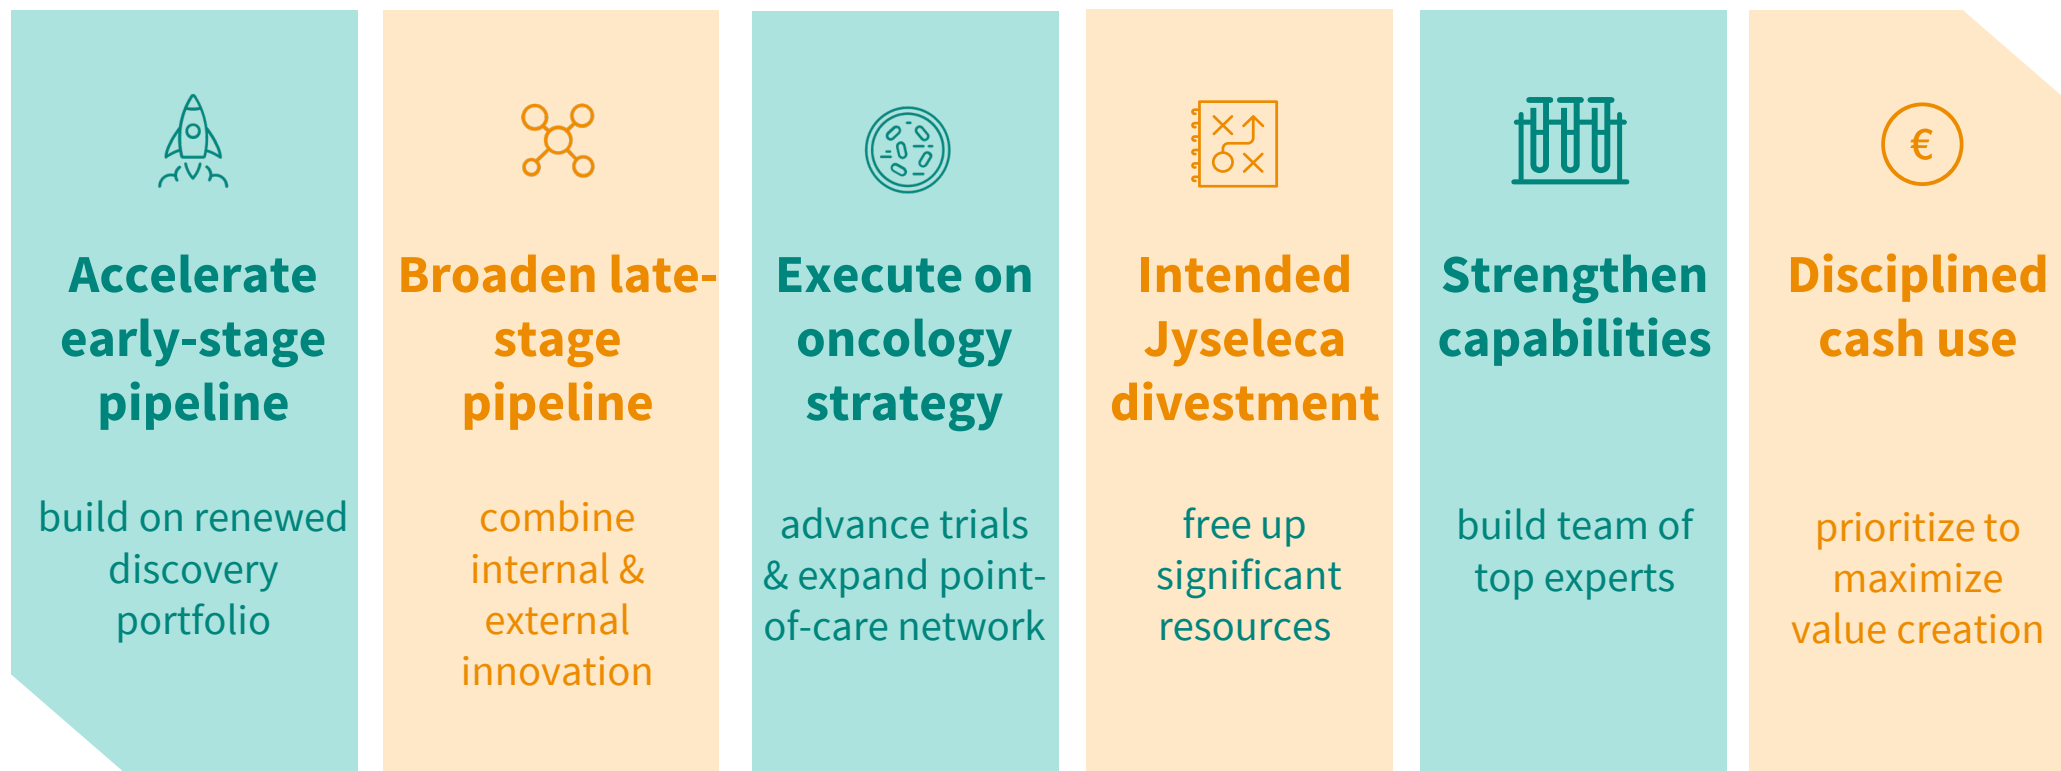 Accelerate
early-stage
pipeline
build on renewed
discovery
portfolio
Broaden late-
stage
pipeline
combine
internal &
external
innovation
Execute on
oncology
strategy
advance trials
& expand point-
of-care network
Intended
Jyseleca
divestment
free up
significant
resources
Strengthen
capabilities
build team of
top experts
€
Disciplined
cash use
prioritize to
maximize
value creation